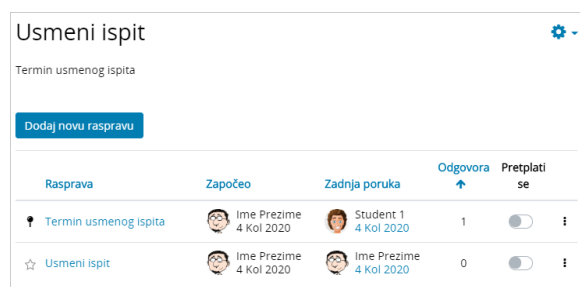 Usmeni ispit
Termin usmenog ispita
Dodaj novu raspravu
Rasprava Započeo Zadnja poruka Odgovora Pretplati se
Termin usmenog ispita Ime Prezime 4 Kol 2020 Student 1 4 Kol 2020 1
Usmeni ispit Ime Prezime 4 Kol 2020 Ime Prezime 4 Kol 2020 0